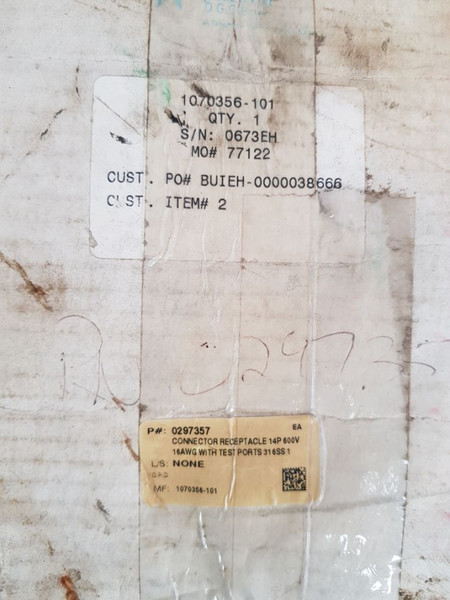 1070356-101
QTY. 1
S/N: 0673EH
MO# 77122
CUST. PO# BUIEH-0000038666
CUST. ITEM# 2
P#: 0297357 EA
CONNECTOR RECEPTACLE 14P 600V
16AWG WITH TEST PORTS 316SS 1
L/S: NONE
MF: 1070356-101